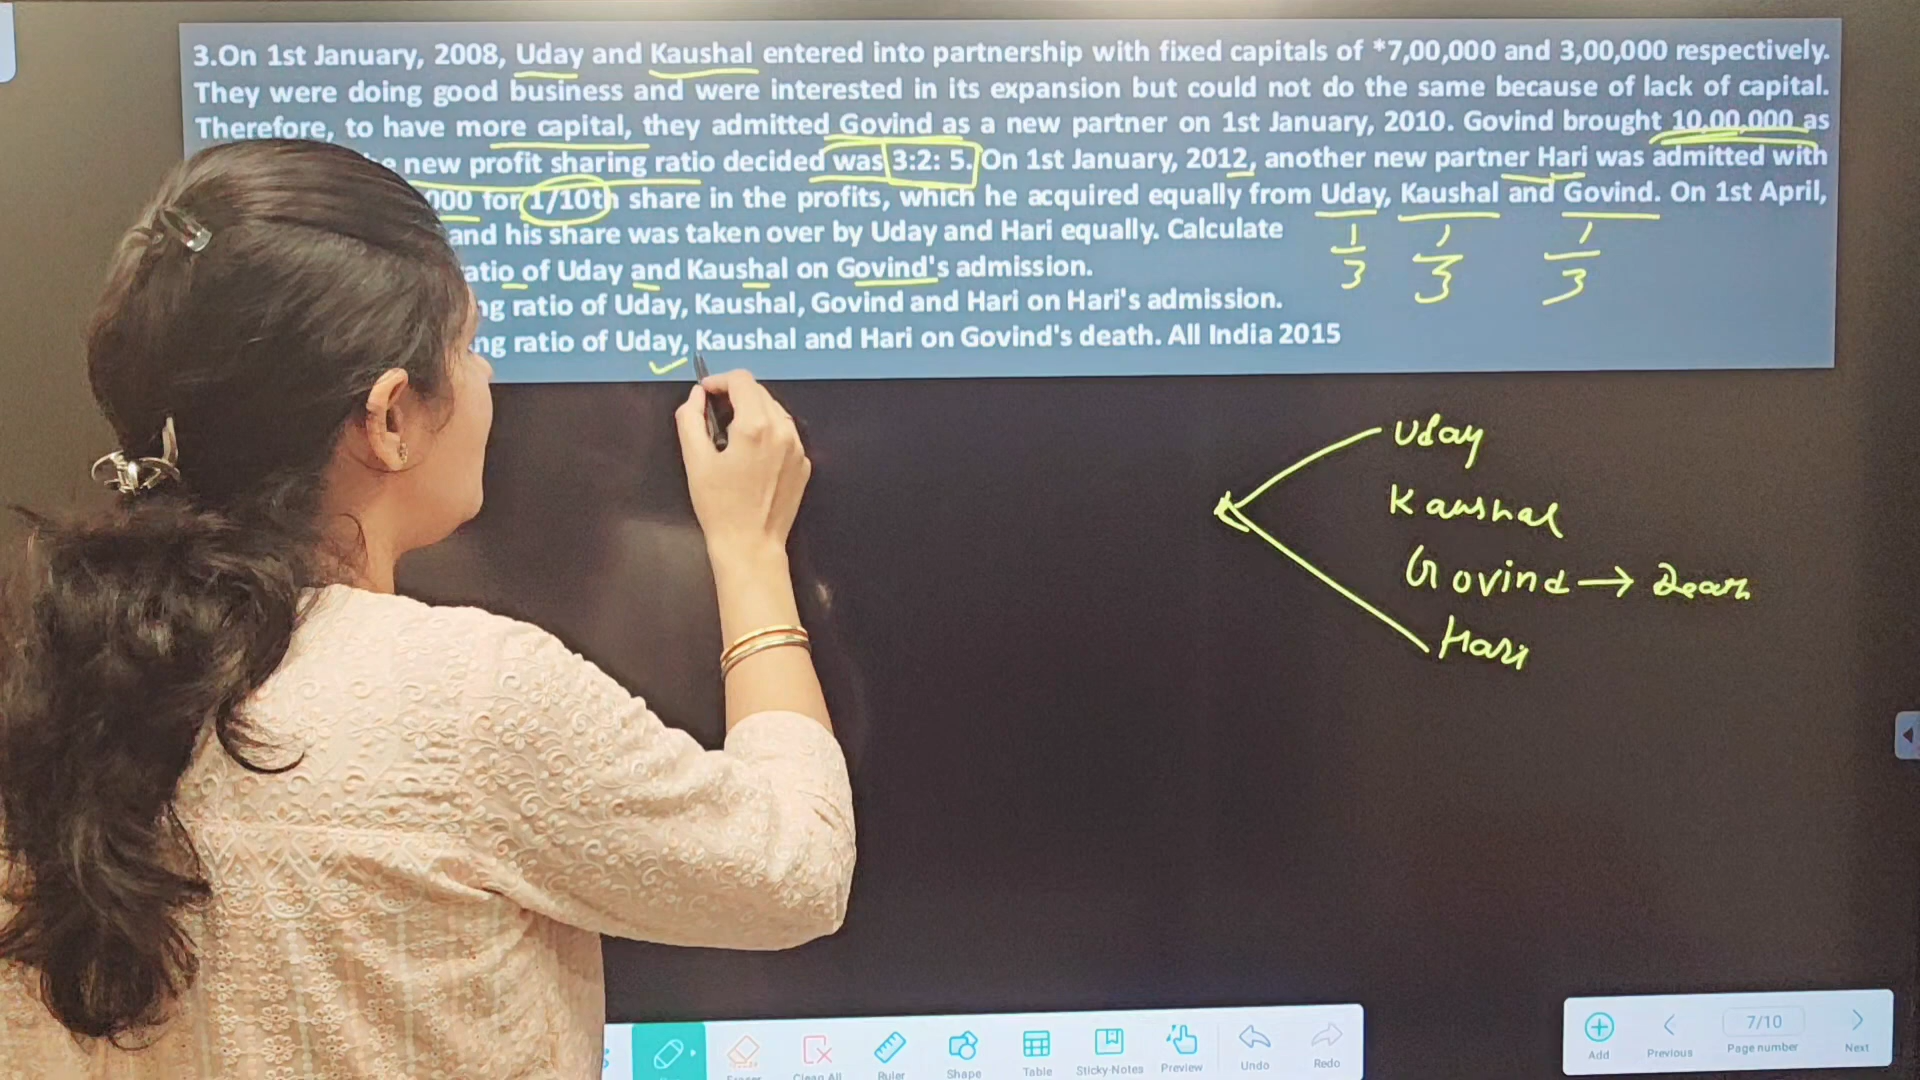 3.On 1st January, 2008, Uday and Kaushal entered into partnership with fixed capitals of *7,00,000 and 3,00,000 respectively.
They were doing good business and were interested in its expansion but could not do the same because of lack of capital.
Therefore, to have more capital, they admitted Govind as a new partner on 1st January, 2010. Govind brought 10,00,000 as
new profit sharing ratio decided was 3:2: 5. On 1st January, 2012, another new partner Hari was admitted with
000 for 1/10th share in the profits, which he acquired equally from Uday, Kaushal and Govind. On 1st April,
and his share was taken over by Uday and Hari equally. Calculate
1/3 1/3 1/3
atio of Uday and Kaushal on Govind's admission.
ng ratio of Uday, Kaushal, Govind and Hari on Hari's admission.
ng ratio of Uday, Kaushal and Hari on Govind's death. All India 2015
Uday
Kaushal
Govind → Death
Hari
Clean All
Ruler
Shape
Table
Sticky Notes
Preview
Undo
Redo
Add
Previous
7/10
Page number
Next